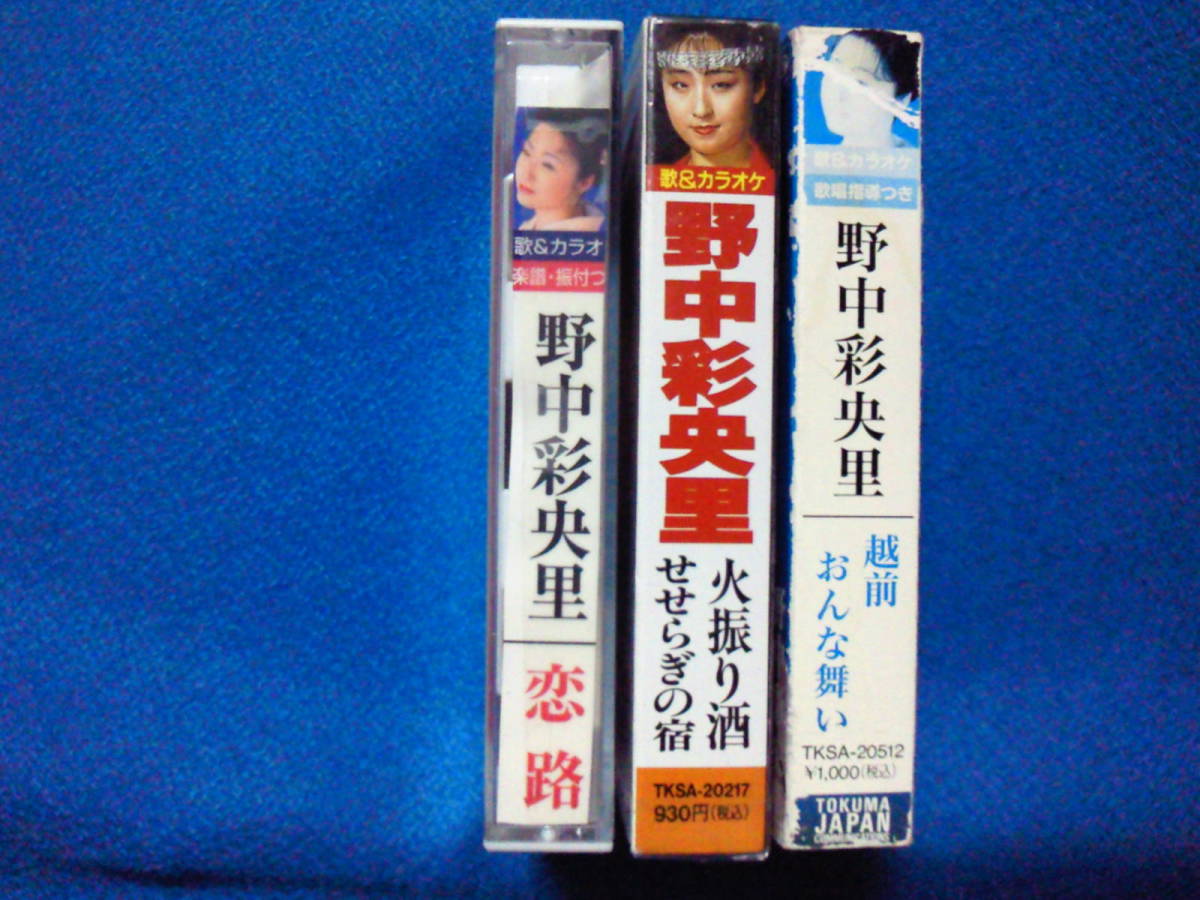 歌&カラオ
楽譜・振付つ
野中彩央里
恋路
歌&カラオケ
野中彩央里
火振り酒
せせらぎの宿
TKSA-20217
930円(税込)
歌&カラオケ
歌唱指導つき
野中彩央里
越前
おんな舞い
TKSA-20512
¥1,000(税込)
TOKUMA
JAPAN
COMMUNICATIONS